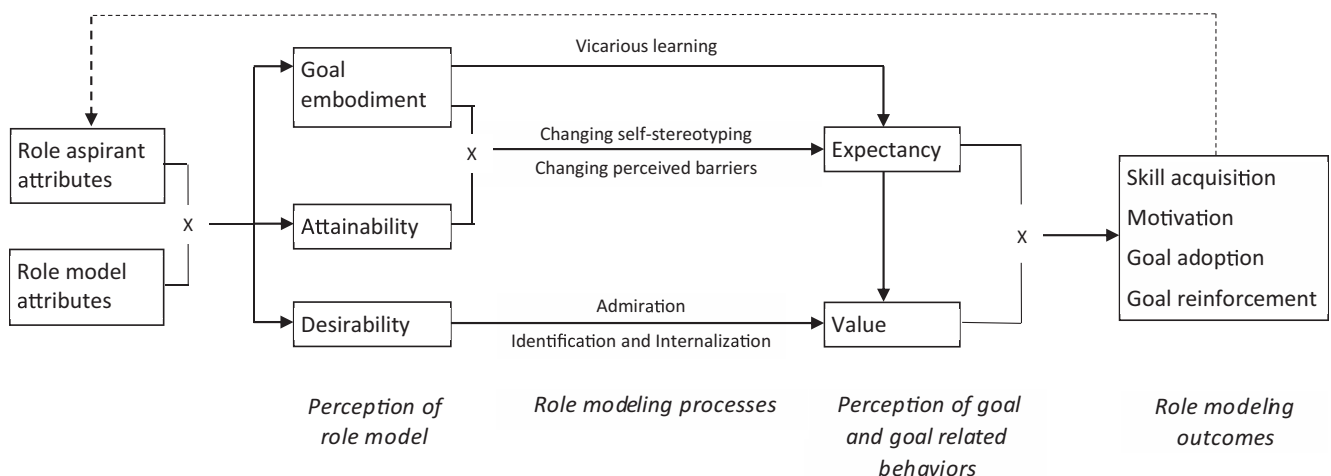 Vicarious learning
Goal
embodiment
Role aspirant
attributes
X
Role model
attributes
X
Changing self-stereotyping
Changing perceived barriers
Attainability
Desirability
Admiration
Identification and Internalization
Expectancy
Value
X
Skill acquisition
Motivation
Goal adoption
Goal reinforcement
Perception of
role model
Role modeling processes
Perception of goal
and goal related
behaviors
Role modeling
outcomes